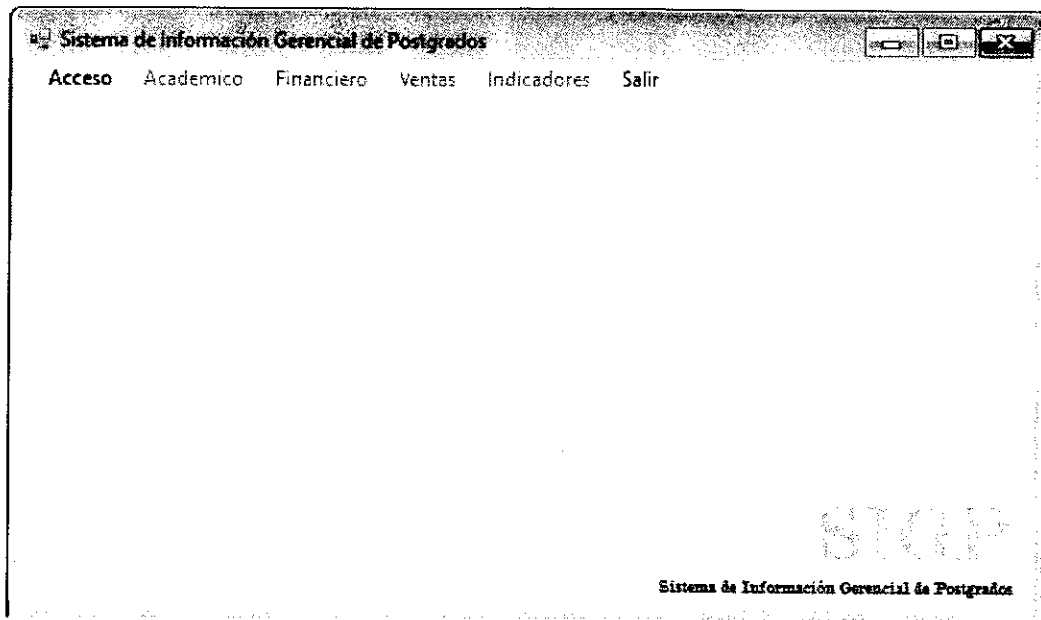 Sistema de Información Gerencial de Postgrados
Acceso Academico Financiero Ventas Indicadores Salir
SIGP
Sistema de Información Gerencial de Postgrados